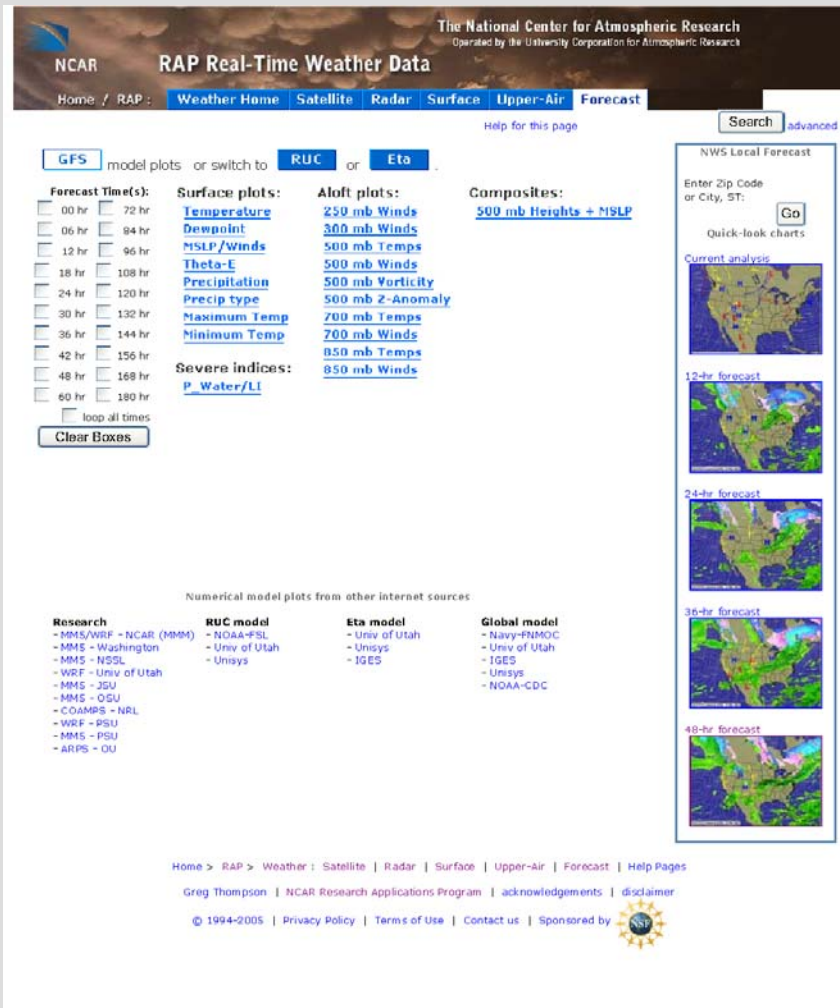 The National Center for Atmospheric Research
Operated by the University Corporation for Atmospheric Research
NCAR
RAP Real-Time Weather Data
Home / RAP : Weather Home Satellite Radar Surface Upper-Air Forecast
Help for this page
Search advanced
GFS model plots or switch to RUC or Eta .
Forecast Time(s):
00 hr 72 hr
06 hr 84 hr
12 hr 96 hr
18 hr 108 hr
24 hr 120 hr
30 hr 132 hr
36 hr 144 hr
42 hr 156 hr
48 hr 168 hr
60 hr 180 hr
loop all times
Clear Boxes
Surface plots:
Temperature
Dewpoint
MSLP/Winds
Theta-E
Precipitation
Precip type
Maximum Temp
Minimum Temp
Severe indices:
P_Water/LI
Aloft plots:
250 mb Winds
300 mb Winds
500 mb Temps
500 mb Winds
500 mb Vorticity
500 mb Z-Anomaly
700 mb Temps
700 mb Winds
850 mb Temps
850 mb Winds
Composites:
500 mb Heights + MSLP
NWS Local Forecast
Enter Zip Code
or City, ST:
Go
Quick-look charts
Current analysis
12-hr forecast
24-hr forecast
36-hr forecast
48-hr forecast
Numerical model plots from other internet sources
Research
- MM5/WRF - NCAR (MMM)
- MM5 - Washington
- MM5 - NSSL
- WRF - Univ of Utah
- MM5 - JSU
- MM5 - OSU
- COAMPS - NRL
- WRF - PSU
- MM5 - PSU
- ARPS - OU
RUC model
- NOAA-FSL
- Univ of Utah
- Unisys
Eta model
- Univ of Utah
- Unisys
- IGES
Global model
- Navy-FNMOC
- Univ of Utah
- IGES
- Unisys
- NOAA-CDC
Home > RAP > Weather : Satellite | Radar | Surface | Upper-Air | Forecast | Help Pages
Greg Thompson | NCAR Research Applications Program | acknowledgements | disclaimer
© 1994-2005 | Privacy Policy | Terms of Use | Contact us | Sponsored by NSF